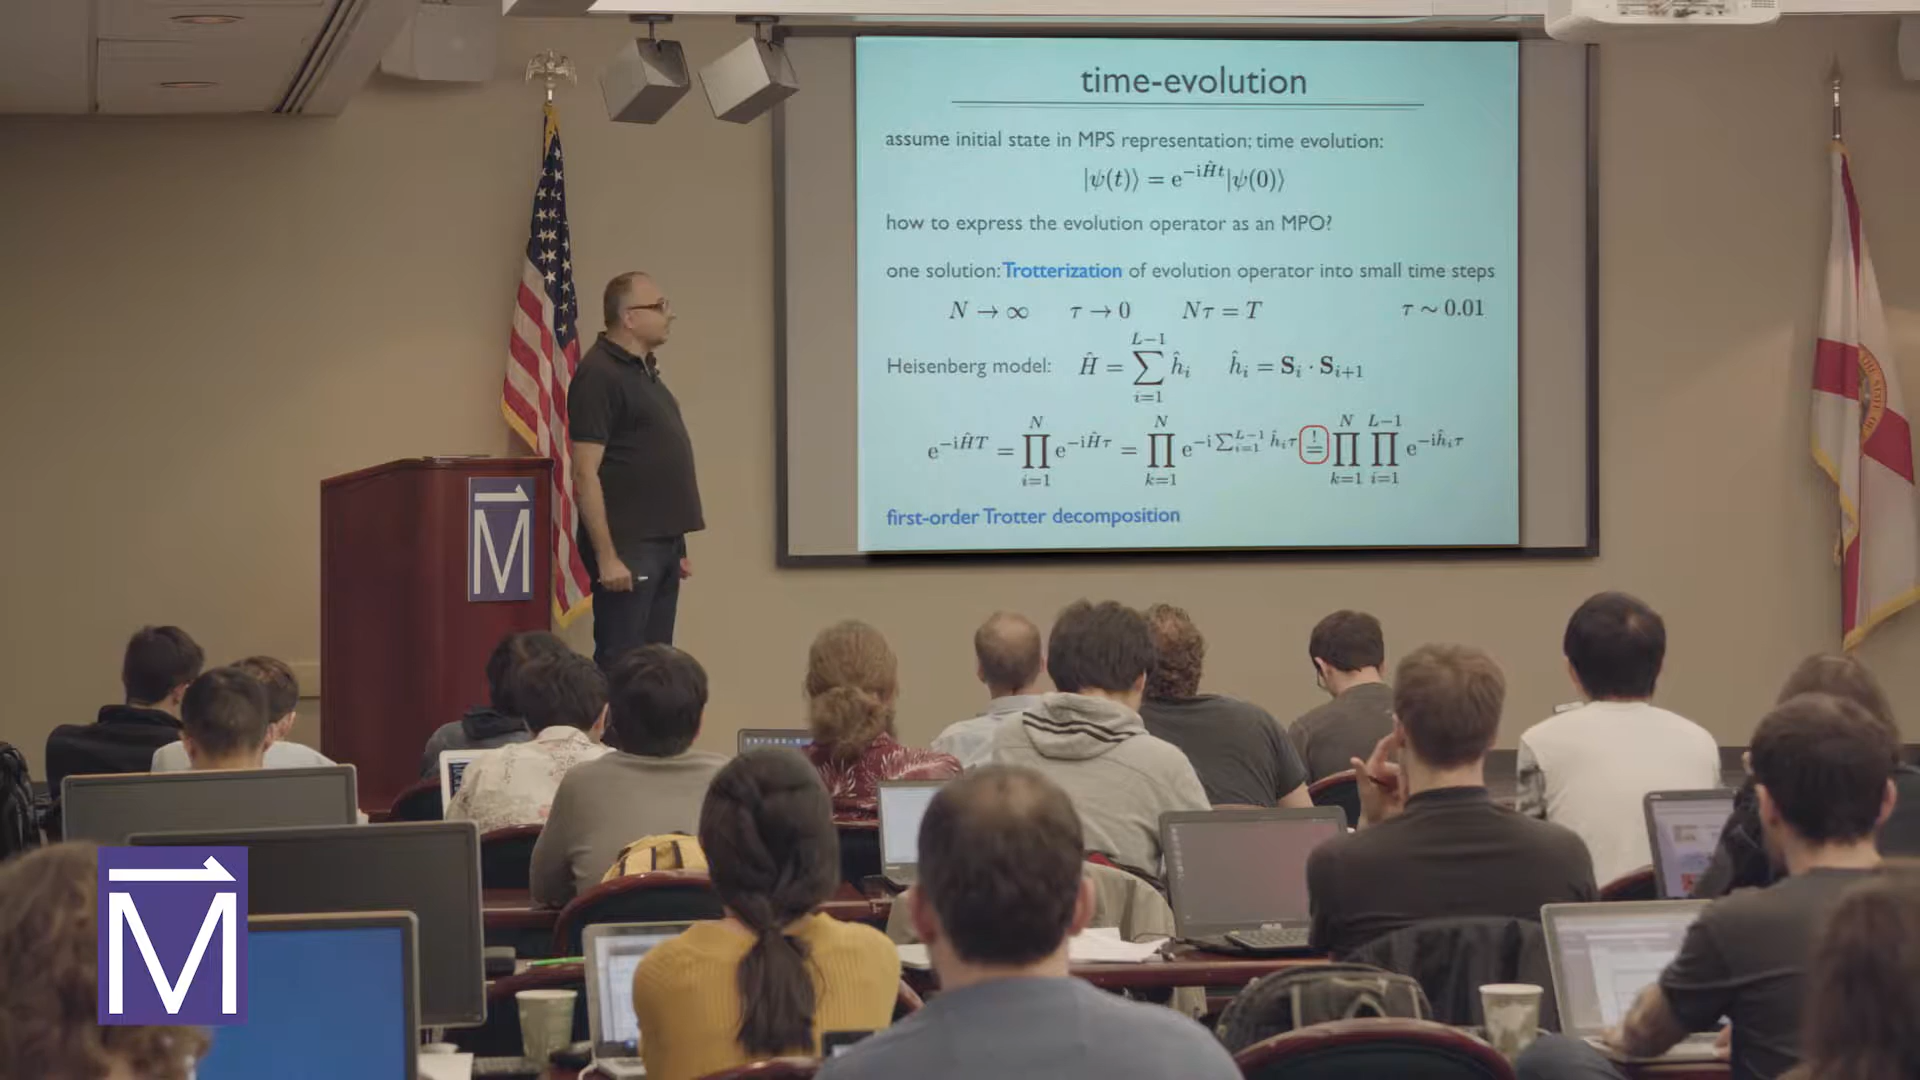 time-evolution
assume initial state in MPS representation; time evolution:
|ψ(t)⟩ = e^{−iĤt}|ψ(0)⟩
how to express the evolution operator as an MPO?
one solution: Trotterization of evolution operator into small time steps
N → ∞ τ → 0 Nτ = T τ ∼ 0.01
Heisenberg model: Ĥ = ∑_{i=1}^{L−1} ĥ_i ĥ_i = S_i · S_{i+1}
e^{−iĤT} = ∏_{i=1}^{N} e^{−iĤτ} = ∏_{k=1}^{N} e^{−i∑_{i=1}^{L−1} ĥ_iτ} =! ∏_{k=1}^{N} ∏_{i=1}^{L−1} e^{−iĥ_iτ}
first-order Trotter decomposition
M
M